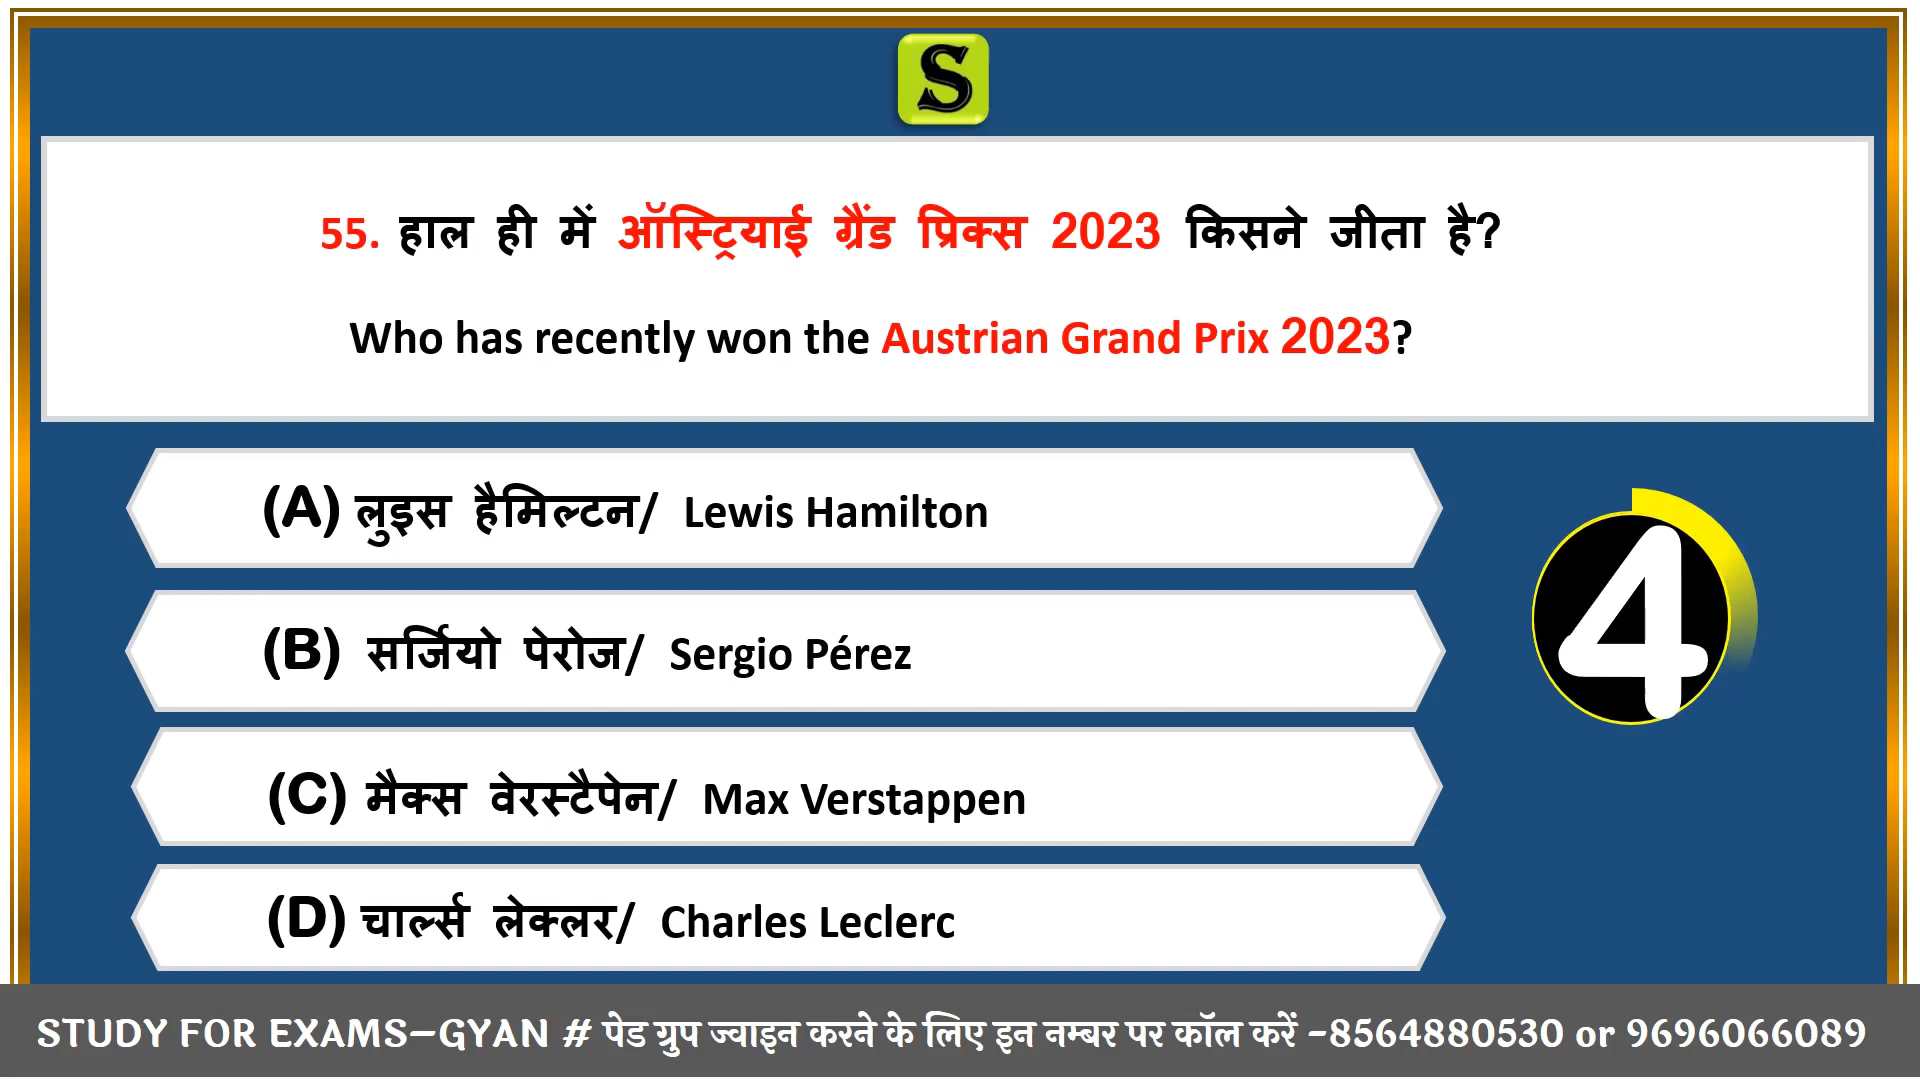 S
55. हाल ही में ऑस्ट्रियाई ग्रैंड प्रिक्स 2023 किसने जीता है?
Who has recently won the Austrian Grand Prix 2023?
(A) लुइस हैमिल्टन/ Lewis Hamilton
(B) सर्जियो पेरोज/ Sergio Pérez
4
(C) मैक्स वेरस्टैपेन/ Max Verstappen
(D) चार्ल्स लेक्लर/ Charles Leclerc
STUDY FOR EXAMS–GYAN # पेड ग्रुप ज्वाइन करने के लिए इन नम्बर पर कॉल करें -8564880530 or 9696066089